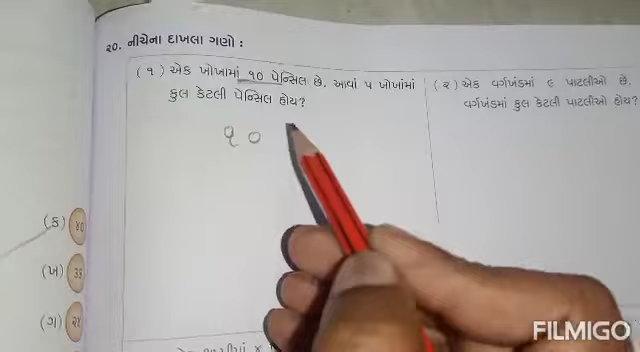 ૨૦. નીચેના દાખલા ગણો :
(૧) એક ખોખામાં ૧૦ પેન્સિલ છે. આવાં ૫ ખોખાંમાં
કુલ કેટલી પેન્સિલ હોય?
૧૦
(૨) એક વર્ગખંડમાં ૯ પાટલીઓ છે.
વર્ગખંડમાં કુલ કેટલી પાટલીઓ હોય?
(ક) ૪૦
(ખ) ૩૬
(ગ)
FILMIGO